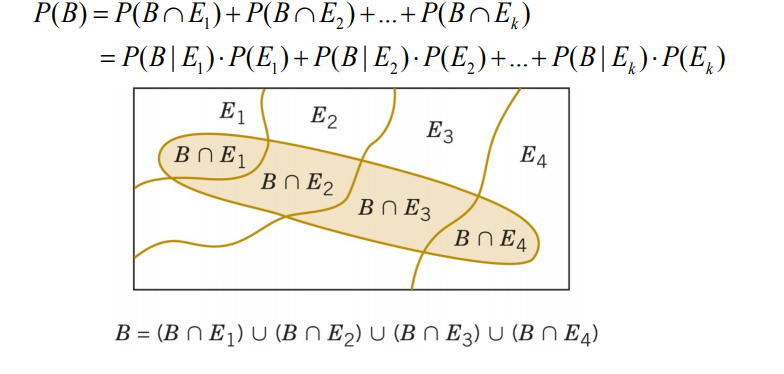 P(B) = P(B∩E₁) + P(B∩E₂) + ... + P(B∩Eₖ)
= P(B|E₁)·P(E₁) + P(B|E₂)·P(E₂) + ... + P(B|Eₖ)·P(Eₖ)
E₁
E₂
E₃
E₄
B ∩ E₁
B ∩ E₂
B ∩ E₃
B ∩ E₄
B = (B ∩ E₁) ∪ (B ∩ E₂) ∪ (B ∩ E₃) ∪ (B ∩ E₄)